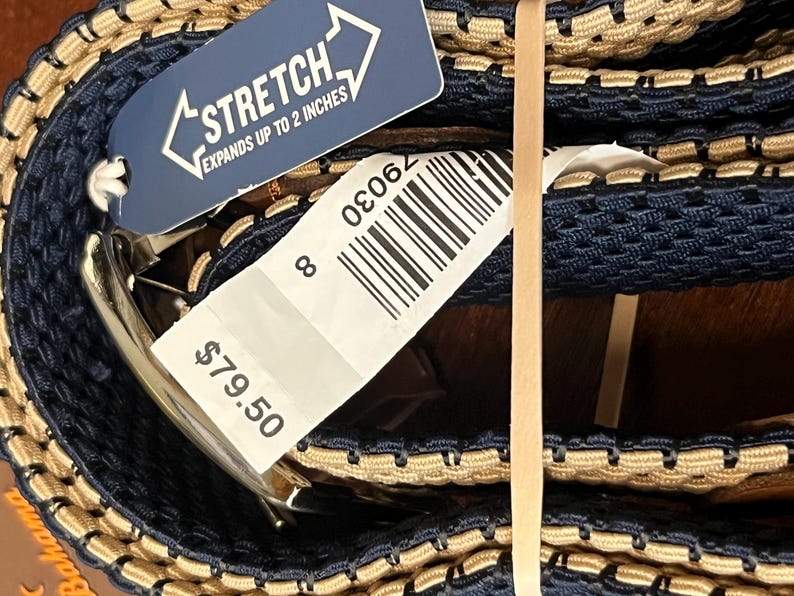 STRETCH
EXPANDS UP TO 2 INCHES
79030
8
$79.50